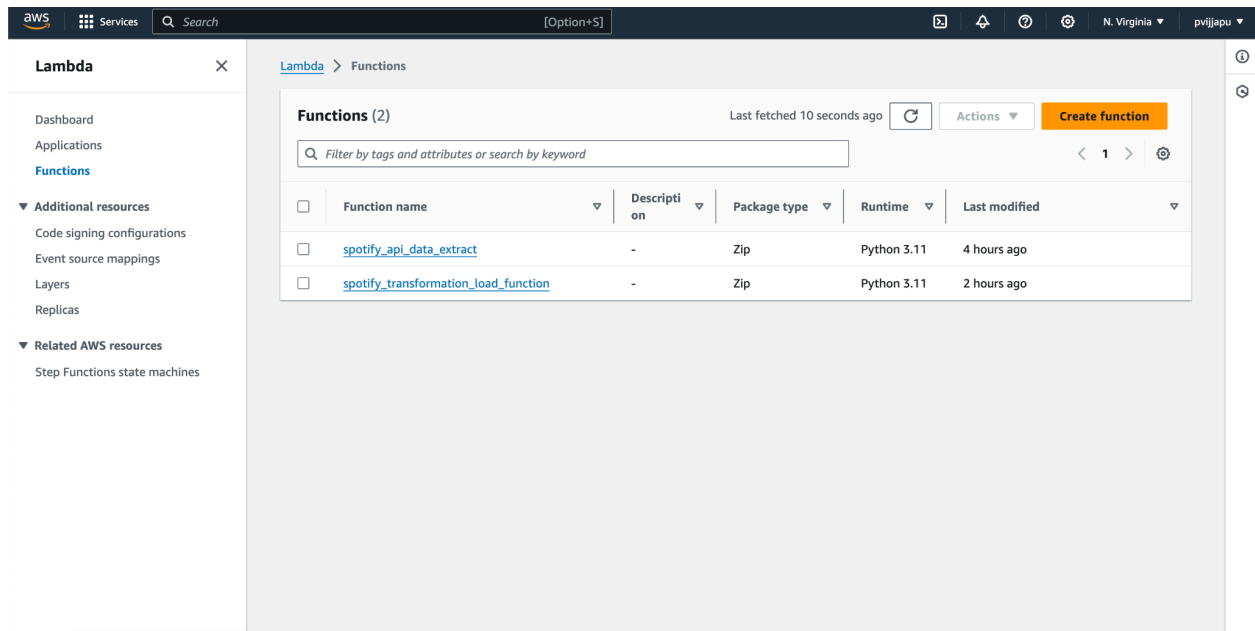 aws
Services
Search
[Option+S]
N. Virginia
pvijjapu
Lambda
Dashboard
Applications
Functions
Additional resources
Code signing configurations
Event source mappings
Layers
Replicas
Related AWS resources
Step Functions state machines
Lambda
Functions
Functions (2)
Last fetched 10 seconds ago
Actions
Create function
Filter by tags and attributes or search by keyword
1
Function name
Descripti
on
Package type
Runtime
Last modified
spotify_api_data_extract
-
Zip
Python 3.11
4 hours ago
spotify_transformation_load_function
-
Zip
Python 3.11
2 hours ago